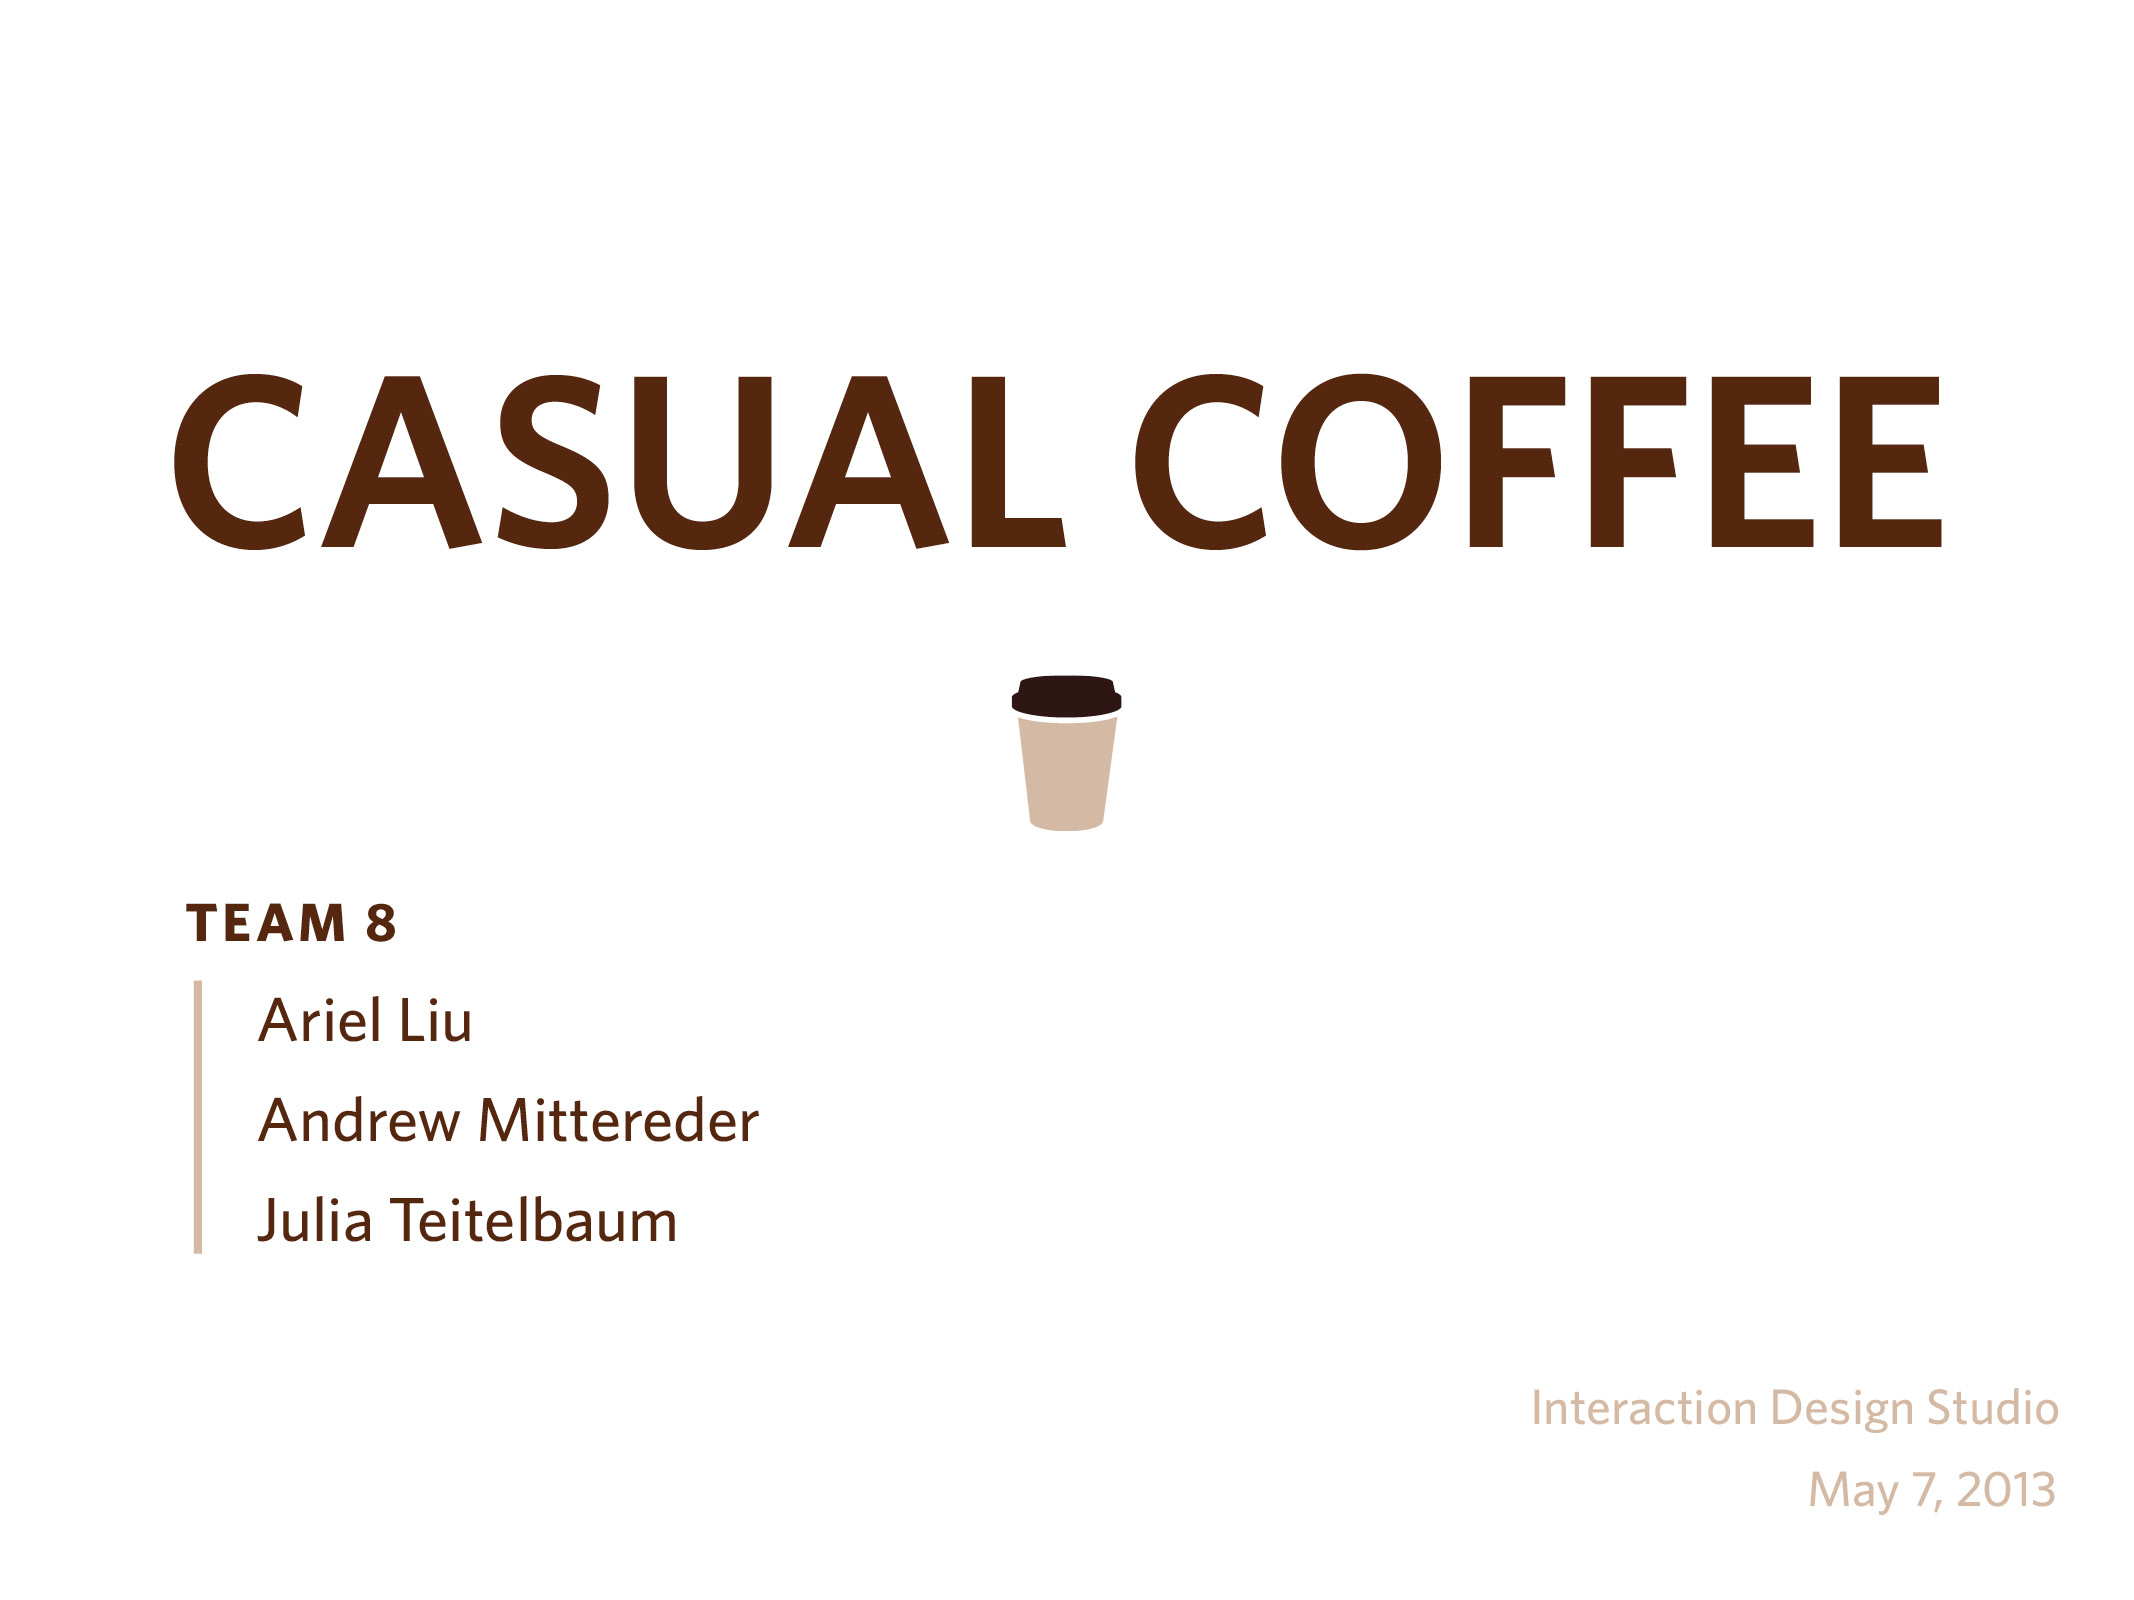 CASUAL COFFEE
TEAM 8
Ariel Liu
Andrew Mittereder
Julia Teitelbaum
Interaction Design Studio
May 7, 2013